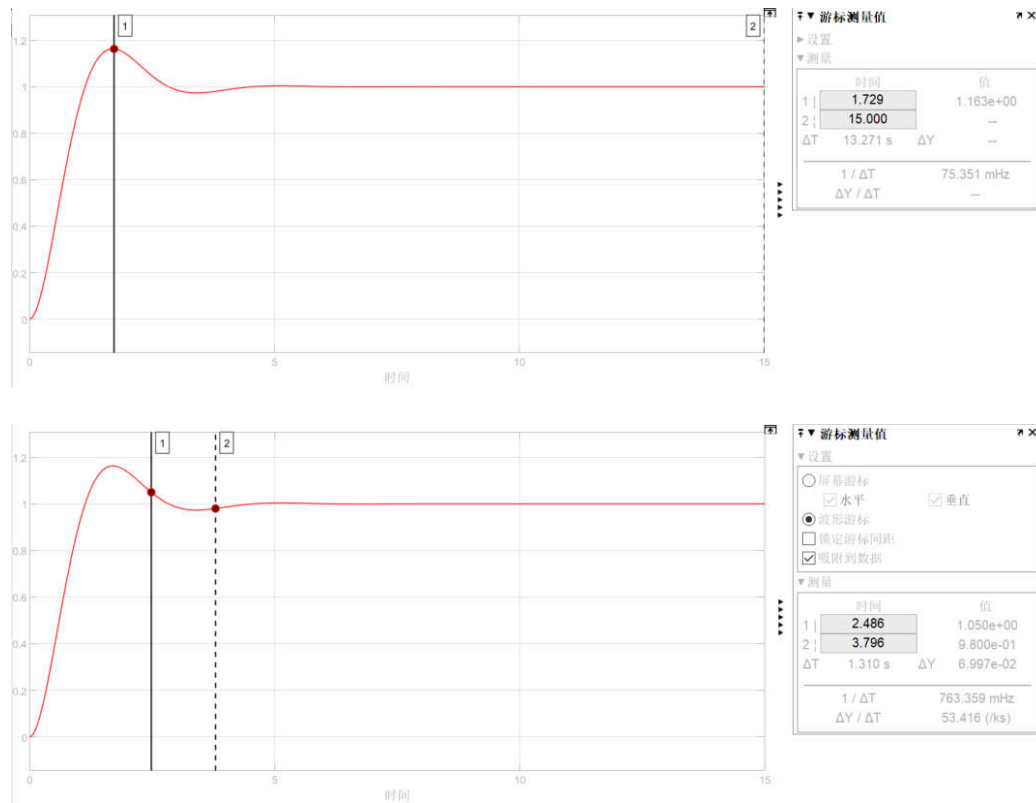 1
2
1.2
1
0.8
0.6
0.4
0.2
0
0 5 10 15
时间
游标测量值
设置
测量
时间 值
1 | 1.729 1.163e+00
2 ¦ 15.000 --
ΔT 13.271 s ΔY --
1 / ΔT 75.351 mHz
ΔY / ΔT --
1
2
1.2
1
0.8
0.6
0.4
0.2
0
0 5 10 15
时间
游标测量值
设置
屏幕游标
水平 垂直
波形游标
锁定游标间距
吸附到数据
测量
时间 值
1 | 2.486 1.050e+00
2 ¦ 3.796 9.800e-01
ΔT 1.310 s ΔY 6.997e-02
1 / ΔT 763.359 mHz
ΔY / ΔT 53.416 (/ks)